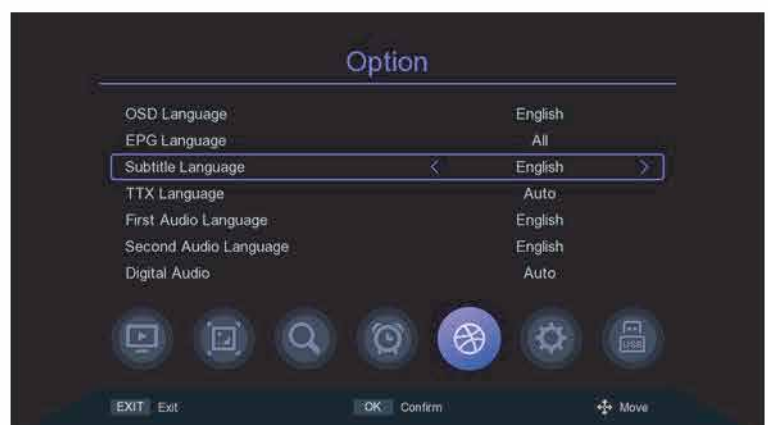 Option
OSD Language English
EPG Language All
Subtitle Language < English >
TTX Language Auto
First Audio Language English
Second Audio Language English
Digital Audio Auto
USB
EXIT Exit OK Confirm Move